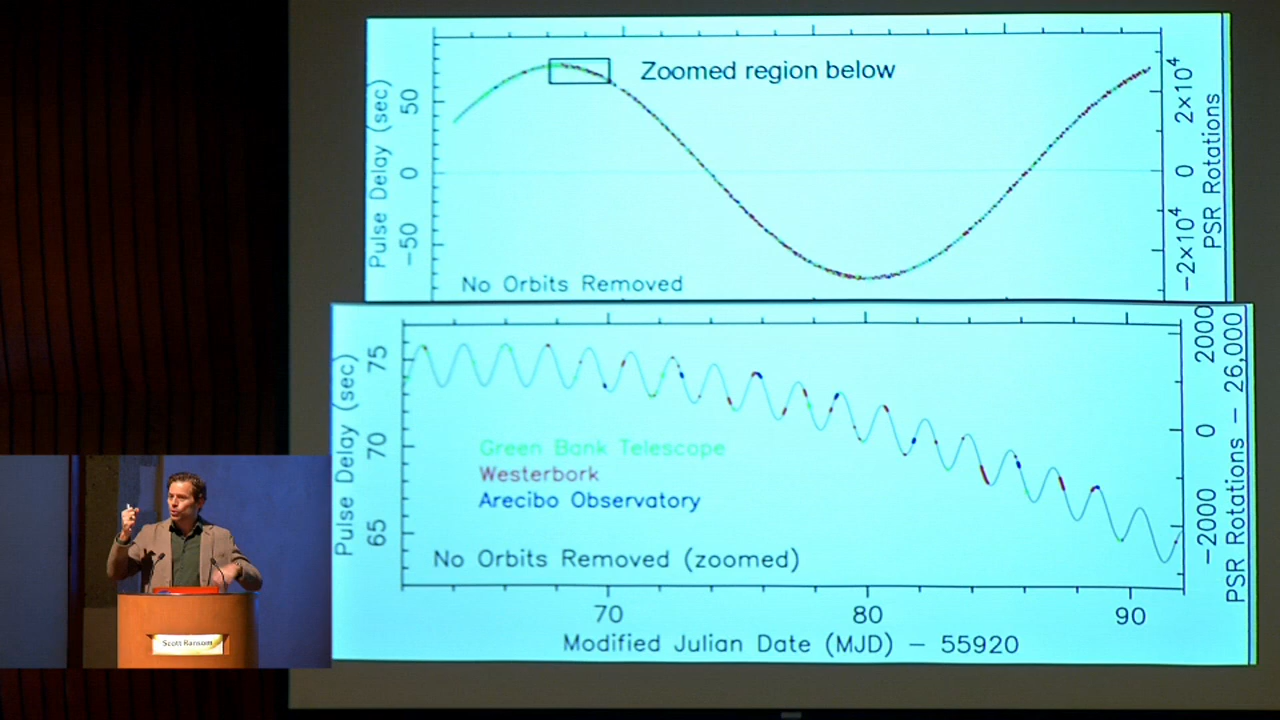 Zoomed region below
Pulse Delay (sec)
50
0
−50
2×10⁴
0
−2×10⁴
PSR Rotations
No Orbits Removed
Pulse Delay (sec)
75
70
65
2000
0
−2000
PSR Rotations − 26,000
Green Bank Telescope
Westerbork
Arecibo Observatory
No Orbits Removed (zoomed)
70 80 90
Modified Julian Date (MJD) − 55920
Scott Ransom